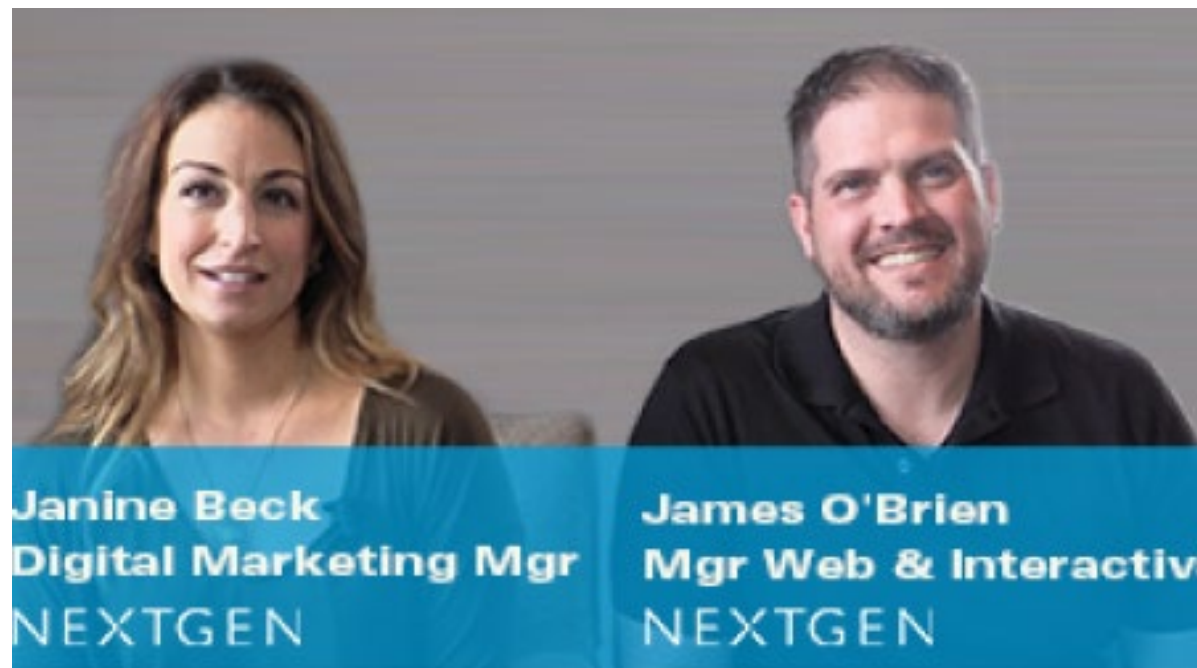 Janine Beck
Digital Marketing Mgr
NEXTGEN
James O'Brien
Mgr Web & Interactiv
NEXTGEN